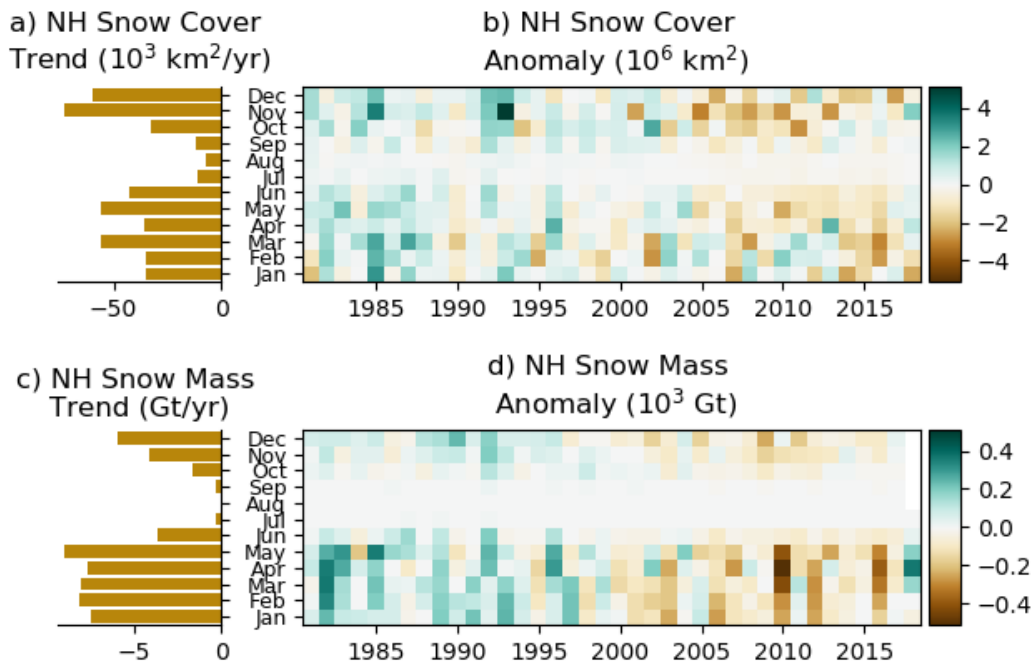 a) NH Snow Cover
Trend (10³ km²/yr)
b) NH Snow Cover
Anomaly (10⁶ km²)
Dec
Nov
Oct
Sep
Aug
Jul
Jun
May
Apr
Mar
Feb
Jan
−50 0
1985 1990 1995 2000 2005 2010 2015
4
2
0
−2
−4
c) NH Snow Mass
Trend (Gt/yr)
d) NH Snow Mass
Anomaly (10³ Gt)
Dec
Nov
Oct
Sep
Aug
Jul
Jun
May
Apr
Mar
Feb
Jan
−5 0
1985 1990 1995 2000 2005 2010 2015
0.4
0.2
0.0
−0.2
−0.4